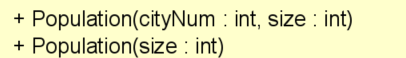 + Population(cityNum : int, size : int)
+ Population(size : int)